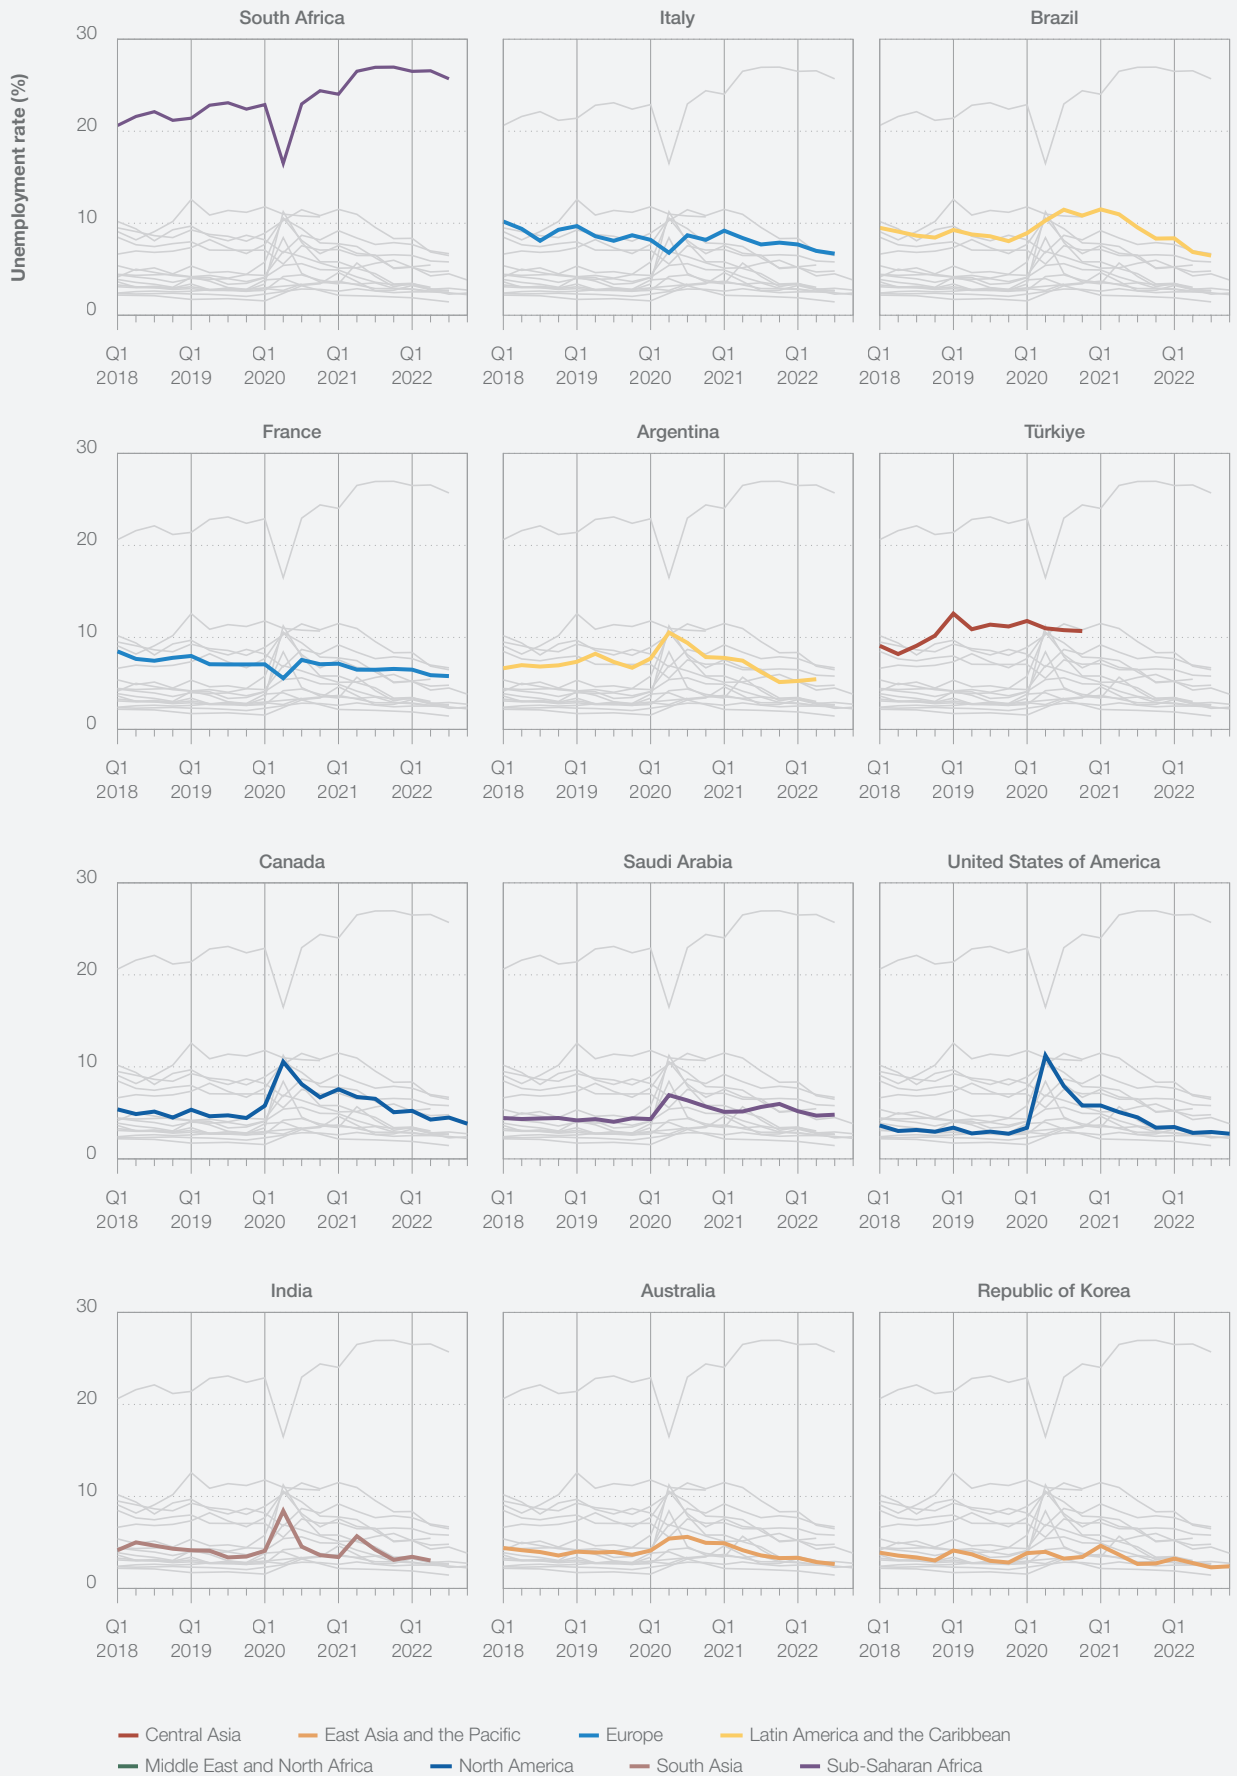 South Africa Italy Brazil
Unemployment rate (%)
30
20
10
0
Q1 Q1 Q1 Q1 Q1 Q1 Q1 Q1 Q1 Q1 Q1 Q1 Q1 Q1 Q1
2018 2019 2020 2021 2022 2018 2019 2020 2021 2022 2018 2019 2020 2021 2022
France Argentina Türkiye
30
20
10
0
Q1 Q1 Q1 Q1 Q1 Q1 Q1 Q1 Q1 Q1 Q1 Q1 Q1 Q1 Q1
2018 2019 2020 2021 2022 2018 2019 2020 2021 2022 2018 2019 2020 2021 2022
Canada Saudi Arabia United States of America
30
20
10
0
Q1 Q1 Q1 Q1 Q1 Q1 Q1 Q1 Q1 Q1 Q1 Q1 Q1 Q1 Q1
2018 2019 2020 2021 2022 2018 2019 2020 2021 2022 2018 2019 2020 2021 2022
India Australia Republic of Korea
30
20
10
0
Q1 Q1 Q1 Q1 Q1 Q1 Q1 Q1 Q1 Q1 Q1 Q1 Q1 Q1 Q1
2018 2019 2020 2021 2022 2018 2019 2020 2021 2022 2018 2019 2020 2021 2022
Central Asia East Asia and the Pacific Europe Latin America and the Caribbean
Middle East and North Africa North America South Asia Sub-Saharan Africa